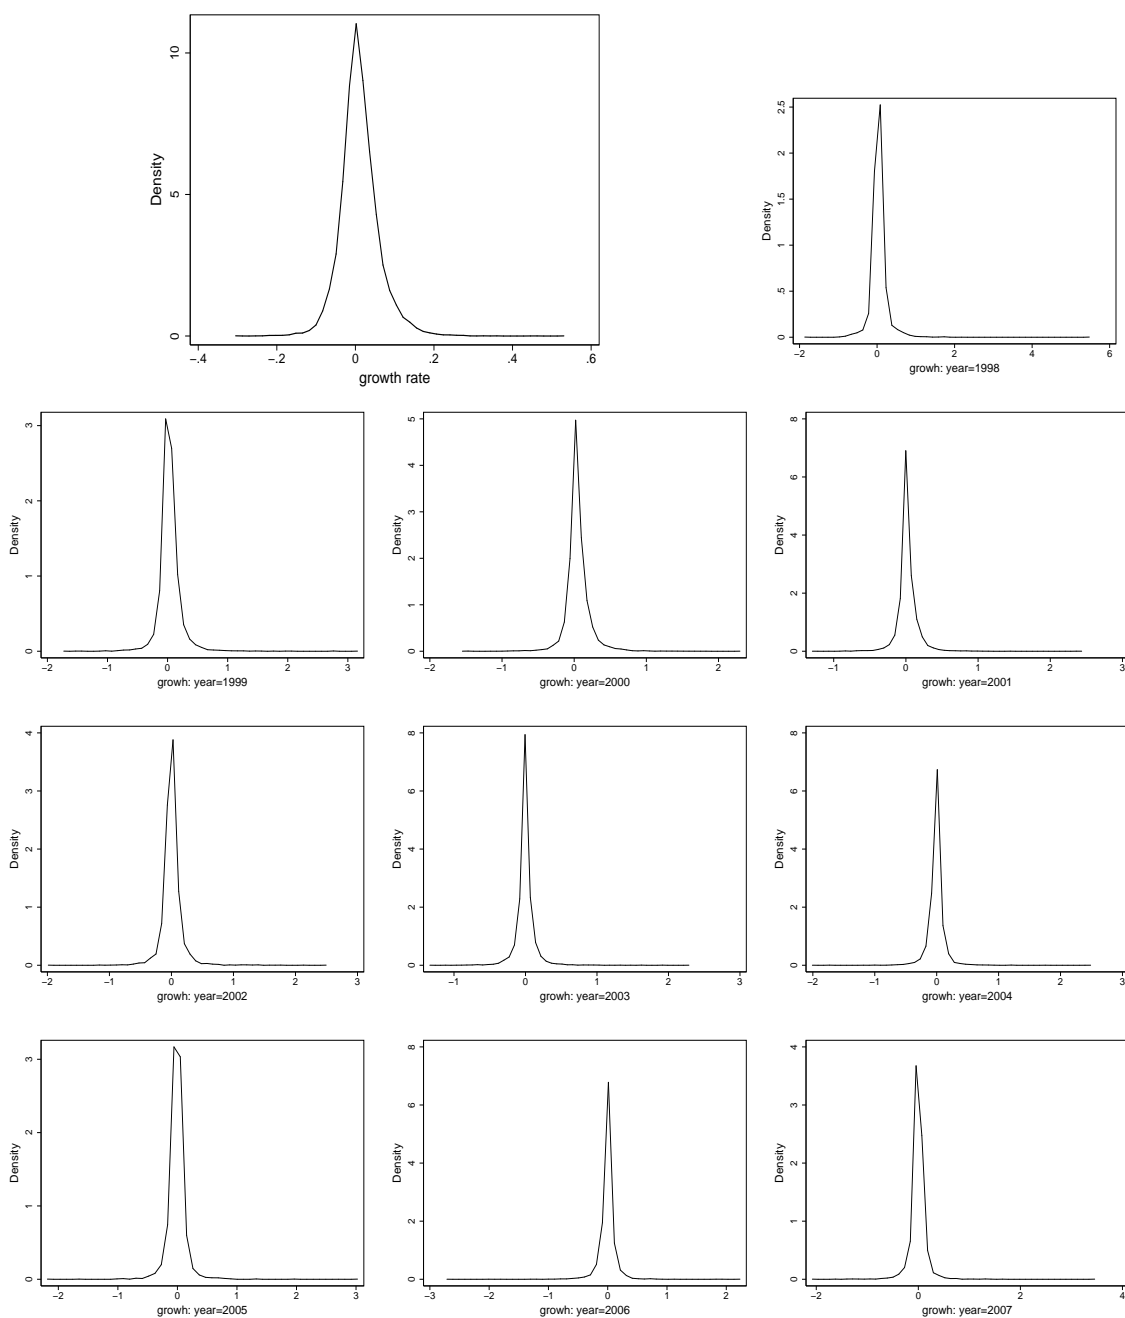 10
5
0
Density
−.4 −.2 0 .2 .4 .6
growth rate
2.5
2
1.5
1
.5
0
Density
−2 0 2 4 6
growh: year=1998
3
2
1
0
Density
−2 −1 0 1 2 3
growh: year=1999
5
4
3
2
1
0
Density
−2 −1 0 1 2
growh: year=2000
8
6
4
2
0
Density
−1 0 1 2 3
growh: year=2001
4
3
2
1
0
Density
−2 −1 0 1 2 3
growh: year=2002
8
6
4
2
0
Density
−1 0 1 2 3
growh: year=2003
8
6
4
2
0
Density
−2 −1 0 1 2 3
growh: year=2004
3
2
1
0
Density
−2 −1 0 1 2 3
growh: year=2005
8
6
4
2
0
Density
−3 −2 −1 0 1 2
growh: year=2006
4
3
2
1
0
Density
−2 0 2 4
growh: year=2007